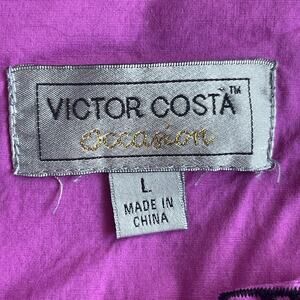 VICTOR COSTA™
Occasion
L
MADE IN
CHINA